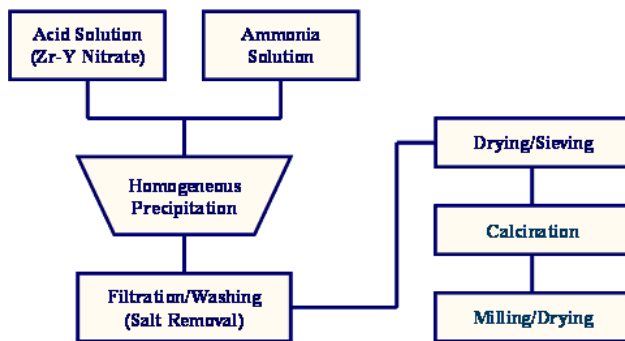 Acid Solution
(Zr-Y Nitrate)
Ammonia
Solution
Homogeneous
Precipitation
Filtration/Washing
(Salt Removal)
Drying/Sieving
Calcination
Milling/Drying